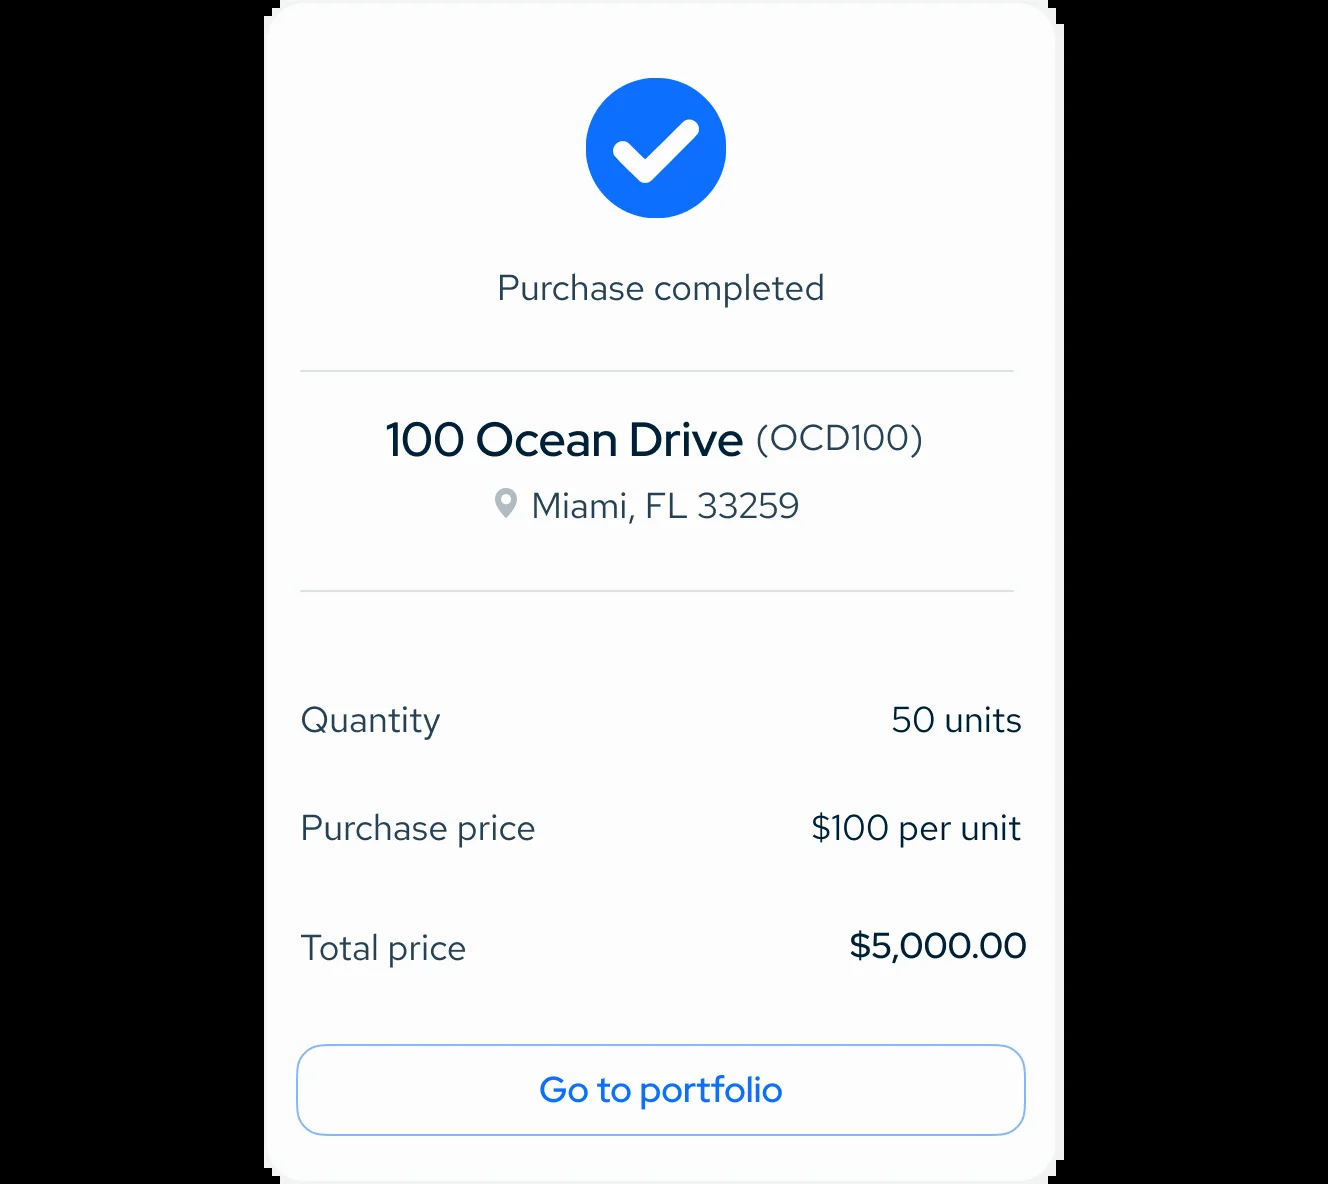 Purchase completed
100 Ocean Drive (OCD100)
Miami, FL 33259
Quantity 50 units
Purchase price $100 per unit
Total price $5,000.00
Go to portfolio